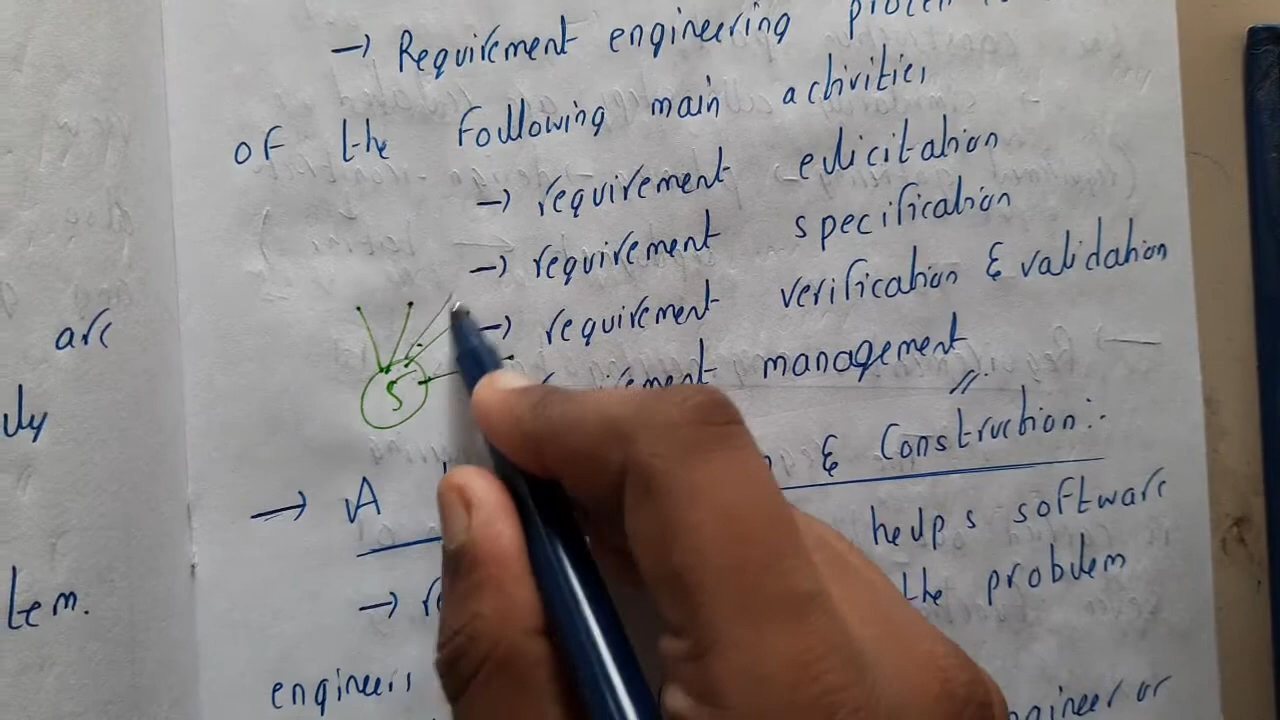 → Requirement engineering
of the following main activities
→ requirement elicitation
→ requirement specification
→ requirement verification & validation
management
S
& Construction :-
→ A
helps software
→ the problem
engineers
are
tem.